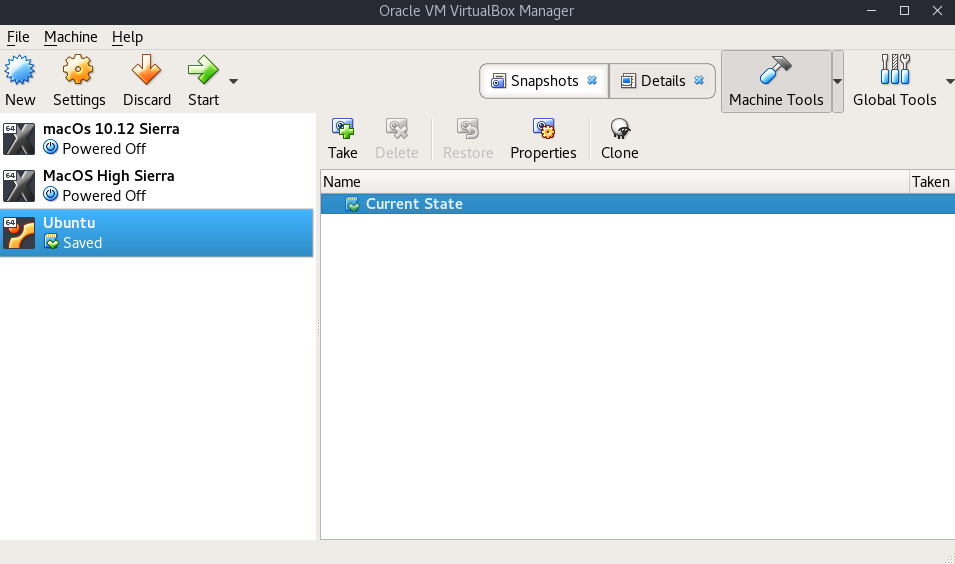 Oracle VM VirtualBox Manager
File Machine Help
New Settings Discard Start
Snapshots Details
Machine Tools Global Tools
64 macOs 10.12 Sierra
Powered Off
64 MacOS High Sierra
Powered Off
64 Ubuntu
Saved
Take Delete Restore Properties Clone
Name Taken
Current State